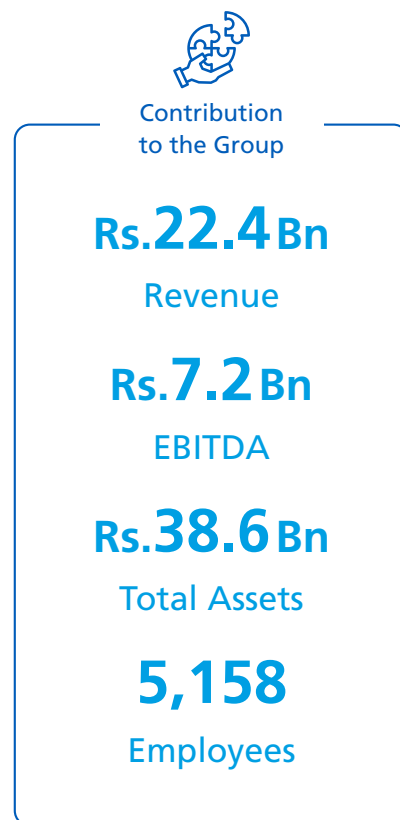 Contribution
to the Group
Rs.22.4 Bn
Revenue
Rs.7.2 Bn
EBITDA
Rs.38.6 Bn
Total Assets
5,158
Employees